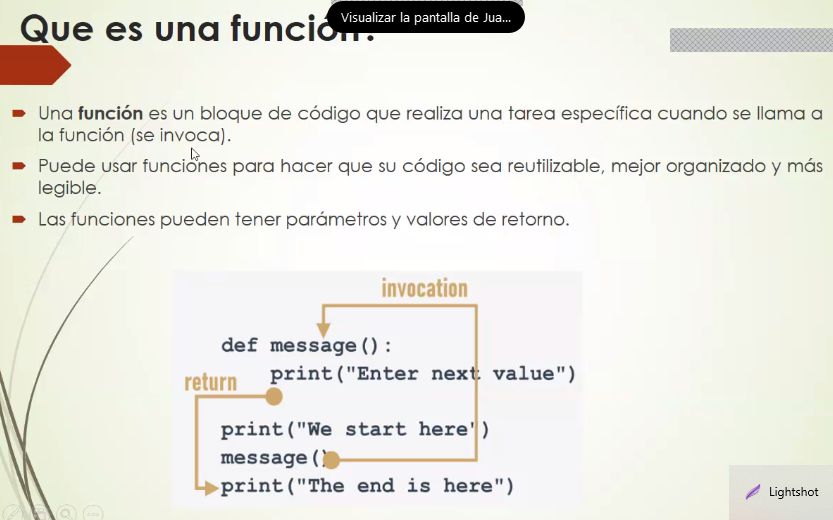 Visualizar la pantalla de Jua...
Que es una función?
Una función es un bloque de código que realiza una tarea específica cuando se llama a
la función (se invoca).
Puede usar funciones para hacer que su código sea reutilizable, mejor organizado y más
legible.
Las funciones pueden tener parámetros y valores de retorno.
invocation
def message():
print("Enter next value")
return
print("We start here")
message()
print("The end is here")
Lightshot